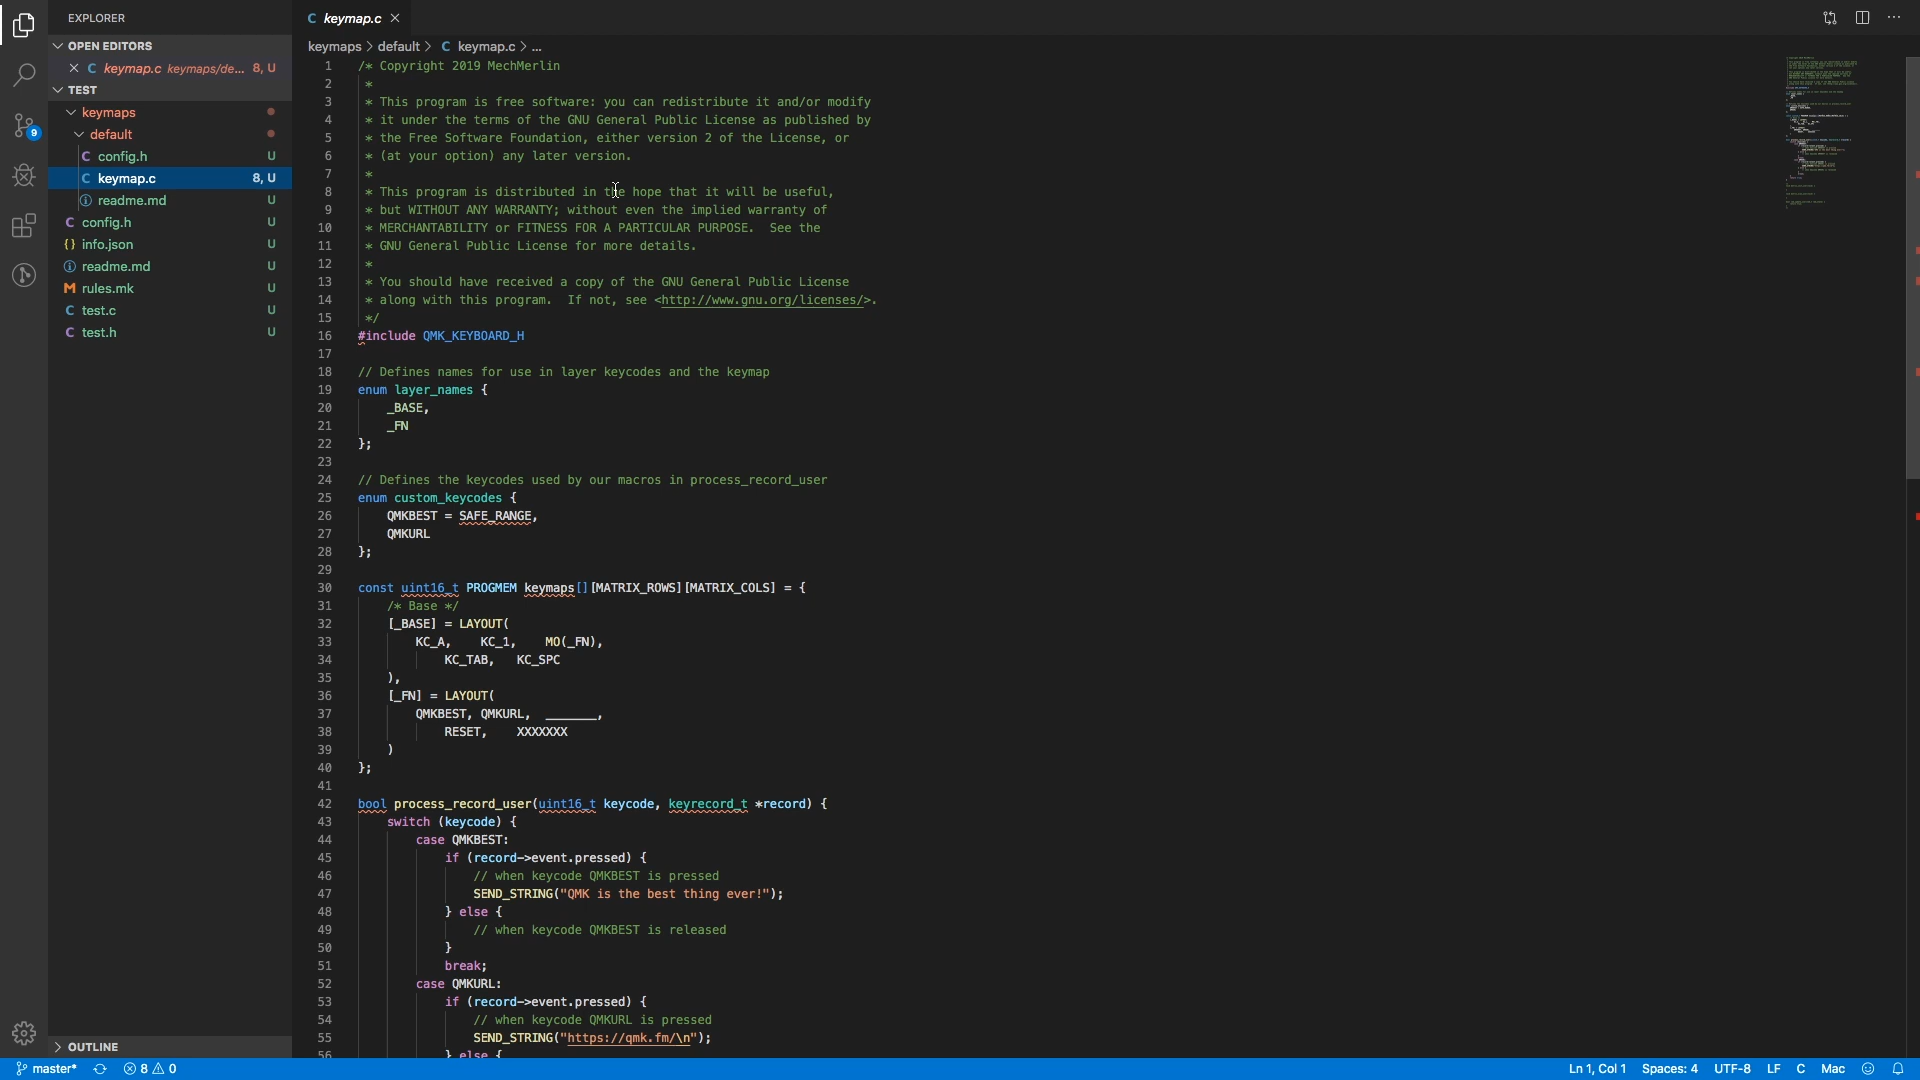 EXPLORER
OPEN EDITORS
keymap.c keymaps/de... 8, U
TEST
keymaps
default
C config.h U
C keymap.c 8, U
readme.md U
C config.h U
{} info.json U
readme.md U
M rules.mk U
C test.c U
C test.h U
9
OUTLINE
C keymap.c
keymaps > default > C keymap.c > ...
1 /* Copyright 2019 MechMerlin
2 *
3 * This program is free software: you can redistribute it and/or modify
4 * it under the terms of the GNU General Public License as published by
5 * the Free Software Foundation, either version 2 of the License, or
6 * (at your option) any later version.
7 *
8 * This program is distributed in the hope that it will be useful,
9 * but WITHOUT ANY WARRANTY; without even the implied warranty of
10 * MERCHANTABILITY or FITNESS FOR A PARTICULAR PURPOSE.  See the
11 * GNU General Public License for more details.
12 *
13 * You should have received a copy of the GNU General Public License
14 * along with this program.  If not, see <http://www.gnu.org/licenses/>.
15 */
16 #include QMK_KEYBOARD_H
17
18 // Defines names for use in layer keycodes and the keymap
19 enum layer_names {
20 _BASE,
21 _FN
22 };
23
24 // Defines the keycodes used by our macros in process_record_user
25 enum custom_keycodes {
26 QMKBEST = SAFE_RANGE,
27 QMKURL
28 };
29
30 const uint16_t PROGMEM keymaps[][MATRIX_ROWS][MATRIX_COLS] = {
31 /* Base */
32 [_BASE] = LAYOUT(
33 KC_A,    KC_1,    MO(_FN),
34 KC_TAB,   KC_SPC
35 ),
36 [_FN] = LAYOUT(
37 QMKBEST, QMKURL,  _______,
38 RESET,    XXXXXXX
39 )
40 };
41
42 bool process_record_user(uint16_t keycode, keyrecord_t *record) {
43 switch (keycode) {
44 case QMKBEST:
45 if (record->event.pressed) {
46 // when keycode QMKBEST is pressed
47 SEND_STRING("QMK is the best thing ever!");
48 } else {
49 // when keycode QMKBEST is released
50 }
51 break;
52 case QMKURL:
53 if (record->event.pressed) {
54 // when keycode QMKURL is pressed
55 SEND_STRING("https://qmk.fm/\n");
56 } else {
master* 8 0 Ln 1, Col 1 Spaces: 4 UTF-8 LF C Mac